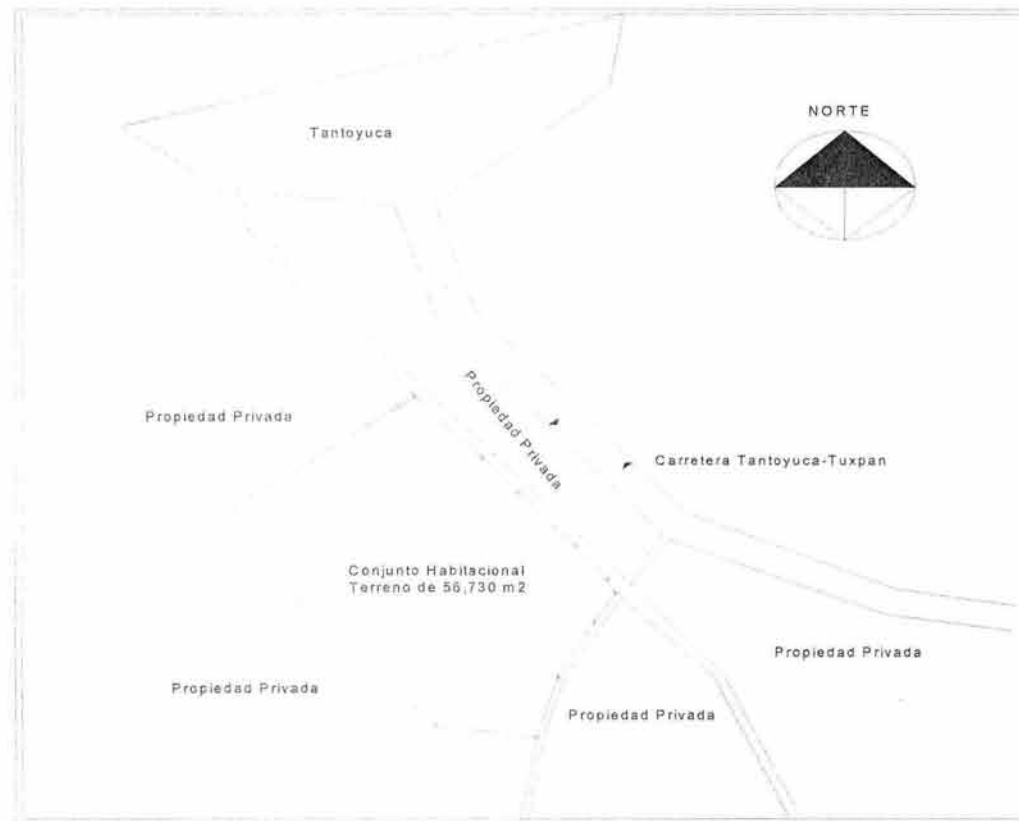 NORTE
Tantoyuca
Propiedad Privada
Propiedad Privada
Carretera Tantoyuca-Tuxpan
Conjunto Habitacional
Terreno de 56,730 m2
Propiedad Privada
Propiedad Privada
Propiedad Privada